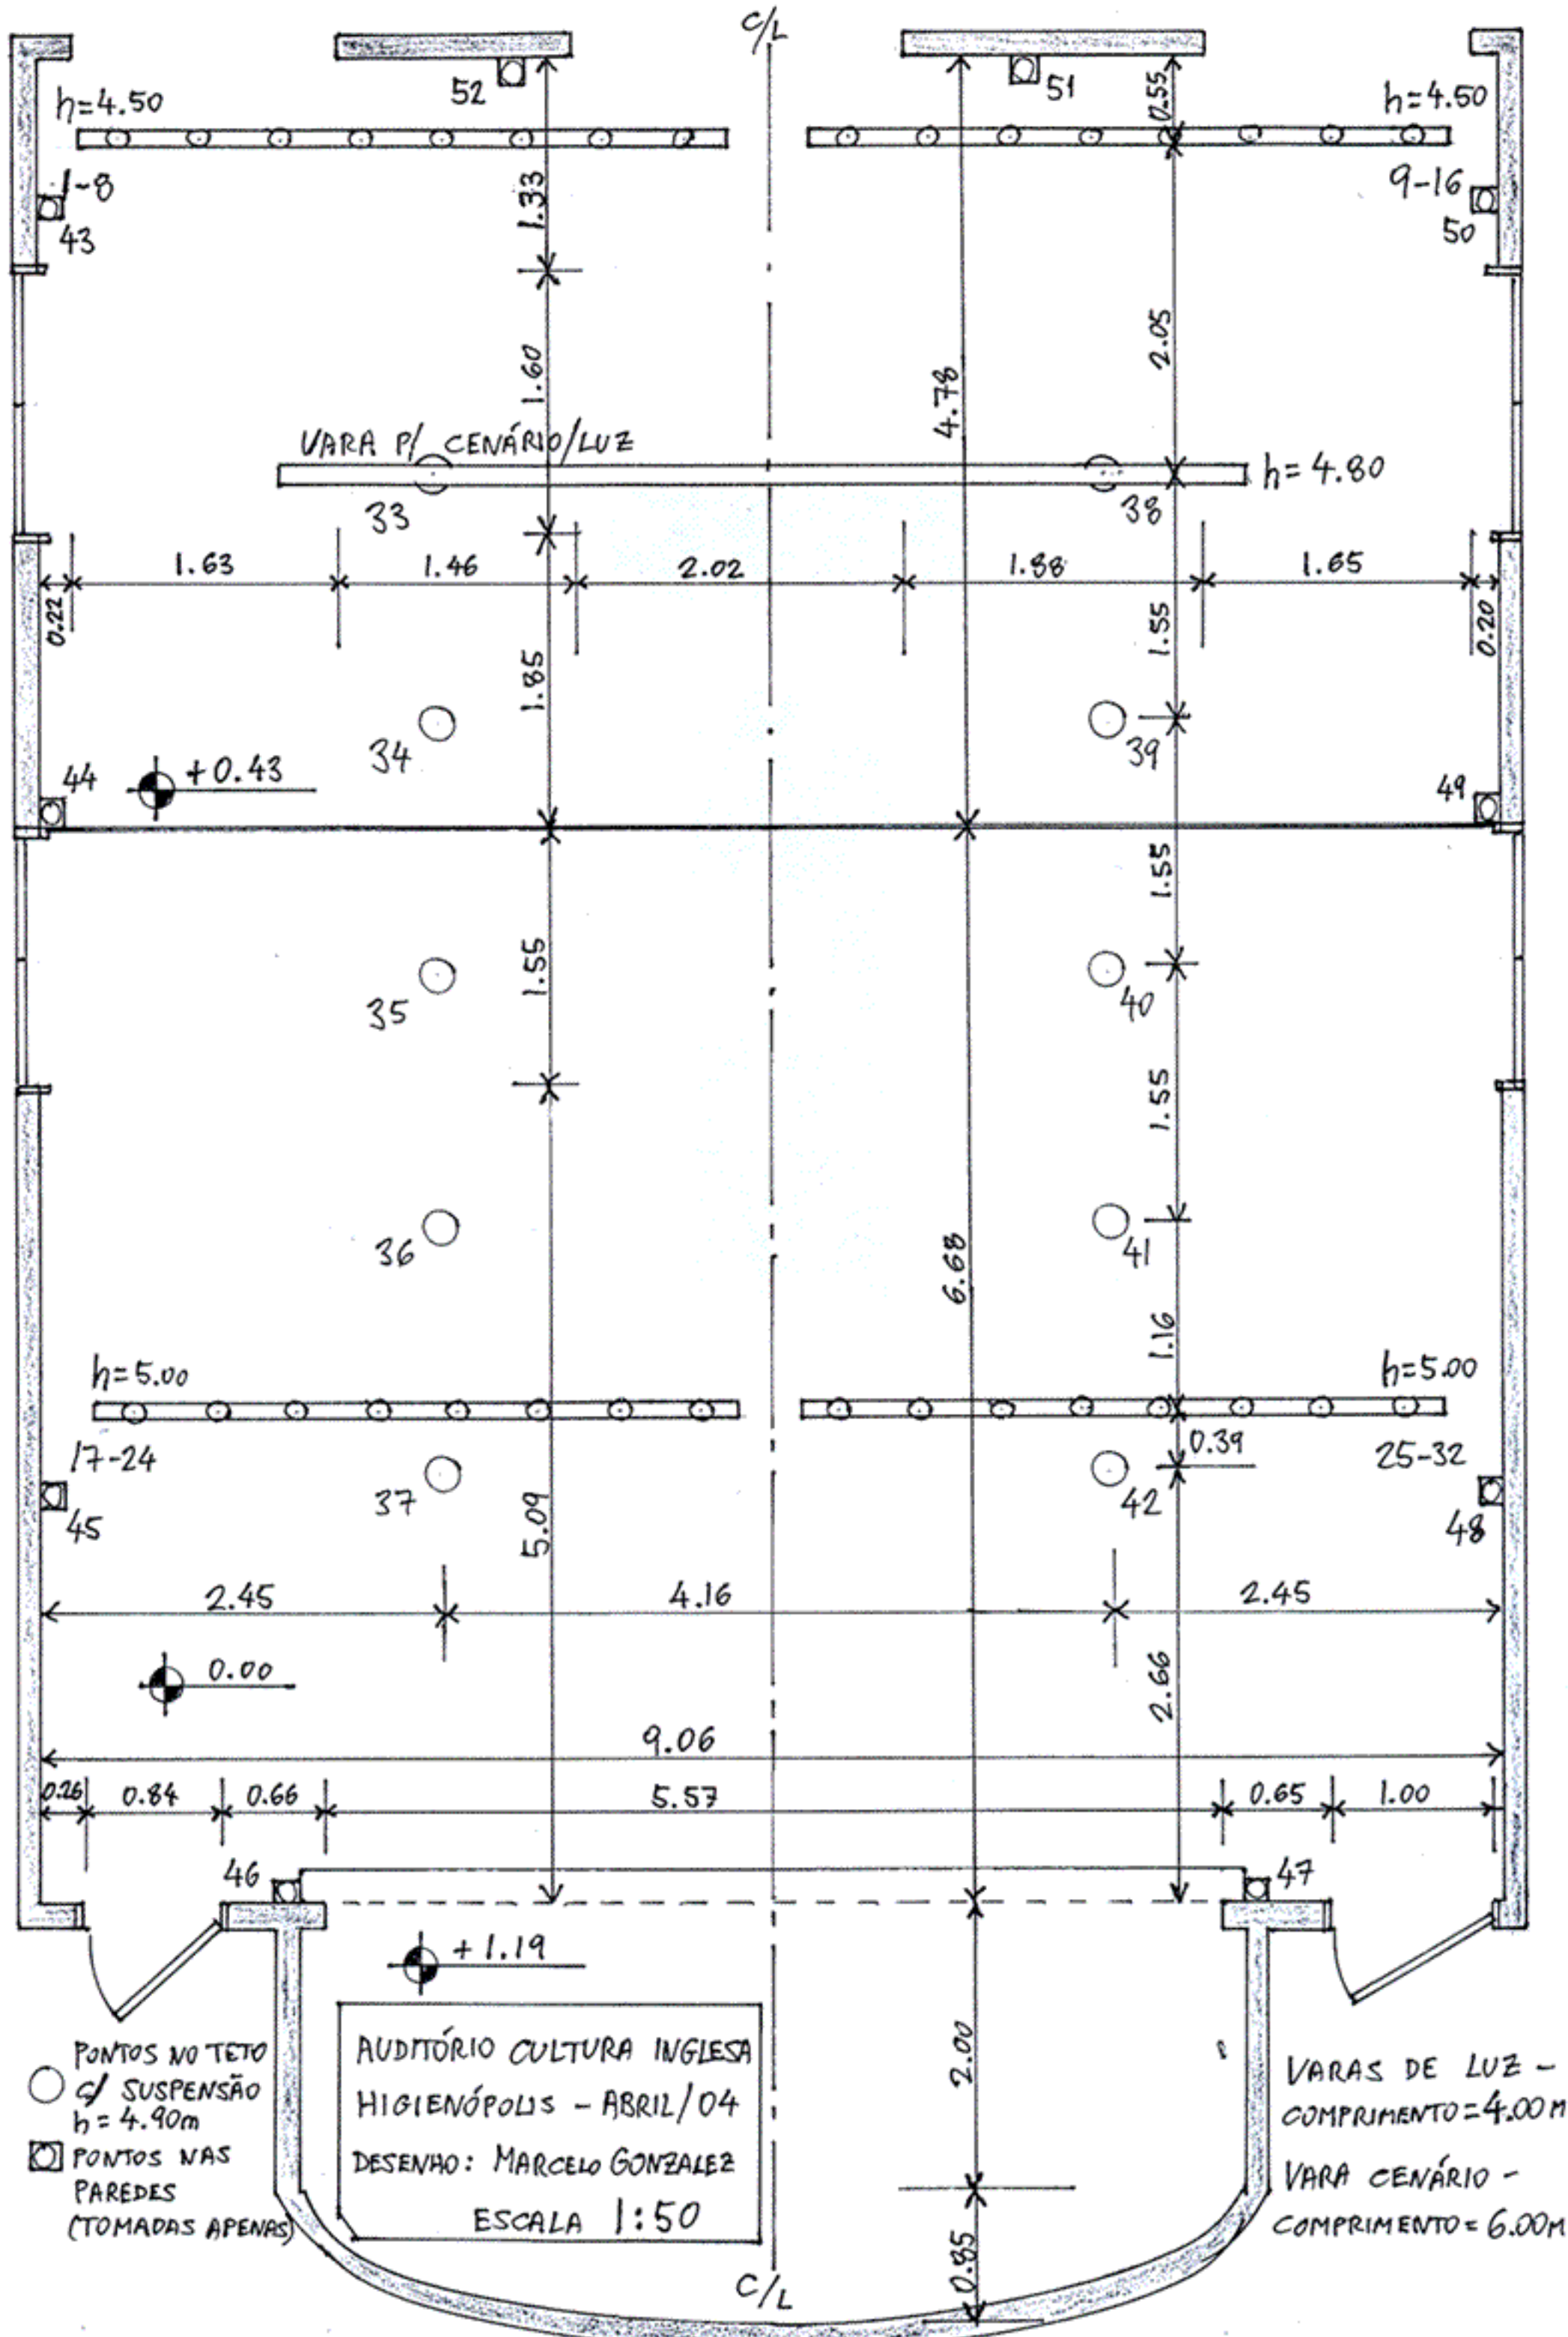 C/L
52
51
0.55
h=4.50
h=4.50
1-8
9-16
43
50
1.33
2.05
1.60
4.78
VARA P/ CENÁRIO/LUZ
h=4.80
33
38
1.63
1.46
2.02
1.88
1.65
0.22
0.20
1.55
1.85
34
39
44
+0.43
49
1.55
1.55
35
40
1.55
36
41
6.68
1.16
h=5.00
h=5.00
17-24
0.39
25-32
45
37
42
48
5.09
2.45
4.16
2.45
0.00
2.66
9.06
0.26
0.84
0.66
5.57
0.65
1.00
46
47
+1.19
PONTOS NO TETO
c/ SUSPENSÃO
h=4.90m
PONTOS NAS
PAREDES
(TOMADAS APENAS)
AUDITÓRIO CULTURA INGLESA
HIGIENÓPOLIS - ABRIL/04
DESENHO: MARCELO GONZALEZ
ESCALA 1:50
2.00
0.85
VARAS DE LUZ -
COMPRIMENTO=4.00M
VARA CENÁRIO -
COMPRIMENTO=6.00M
C/L